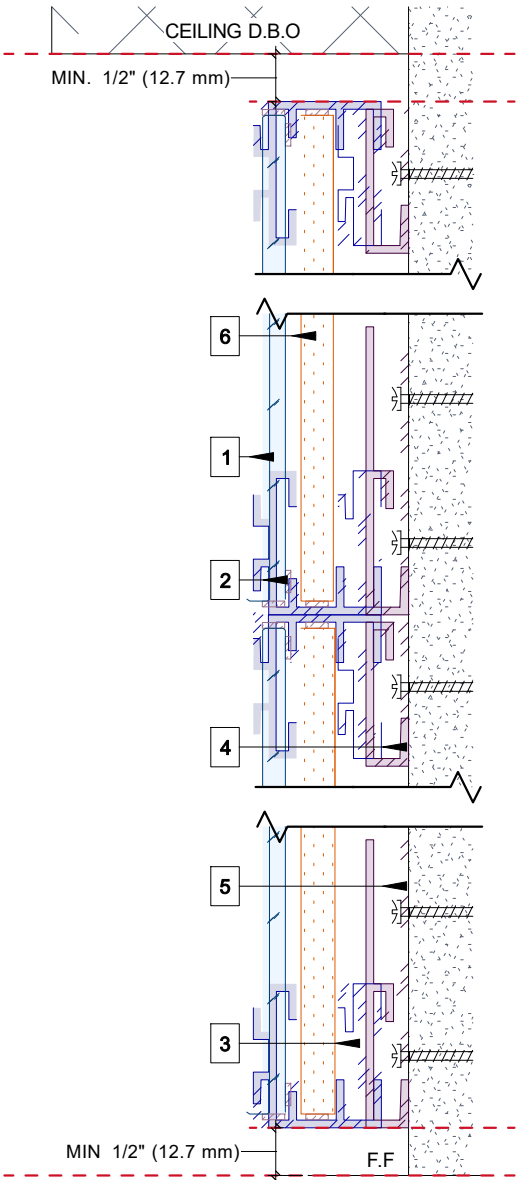 CEILING D.B.O
MIN. 1/2" (12.7 mm)
6
1
2
4
5
3
MIN 1/2" (12.7 mm)
F.F